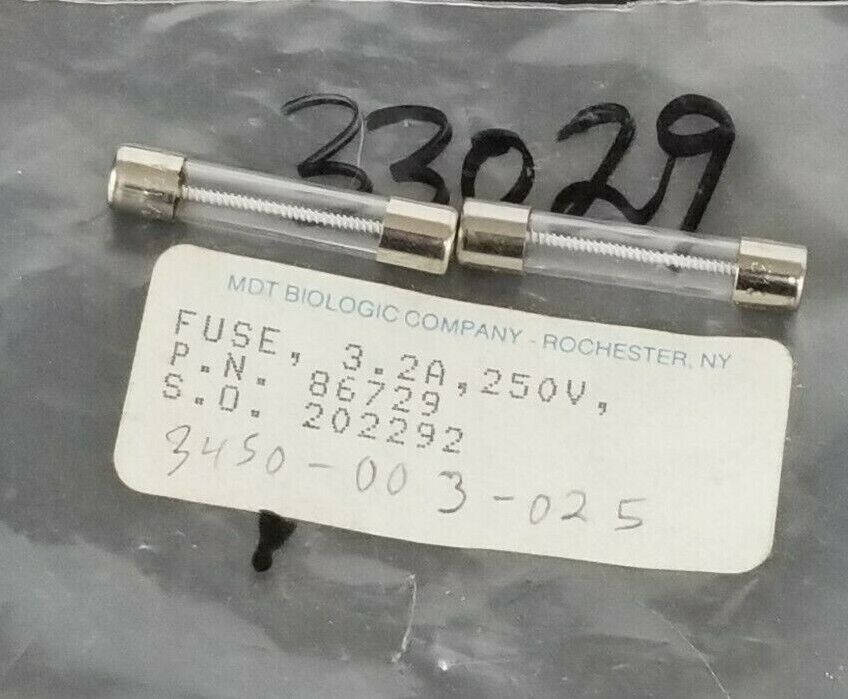 33029
MDT BIOLOGIC COMPANY - ROCHESTER, NY
FUSE, 3.2A,250V,
P.N. 86729
S.O. 202292
3450-003-025